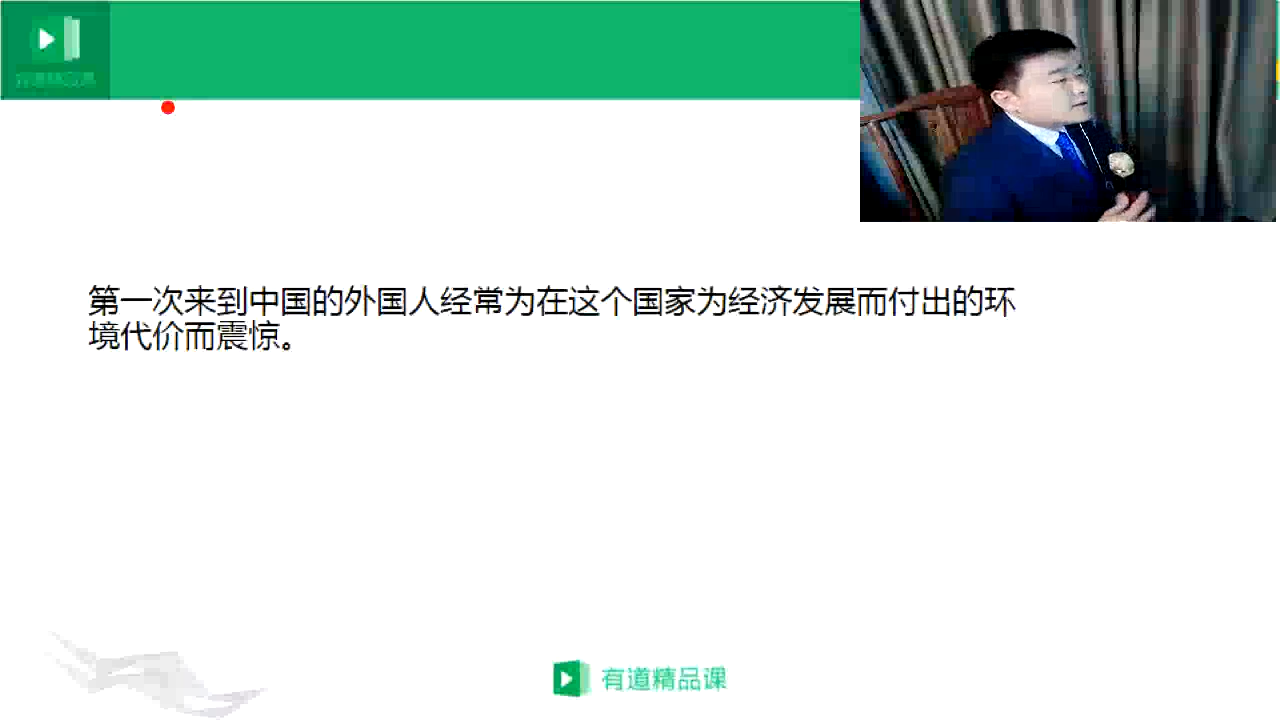 第一次来到中国的外国人经常为在这个国家为经济发展而付出的环
境代价而震惊。
有道精品课